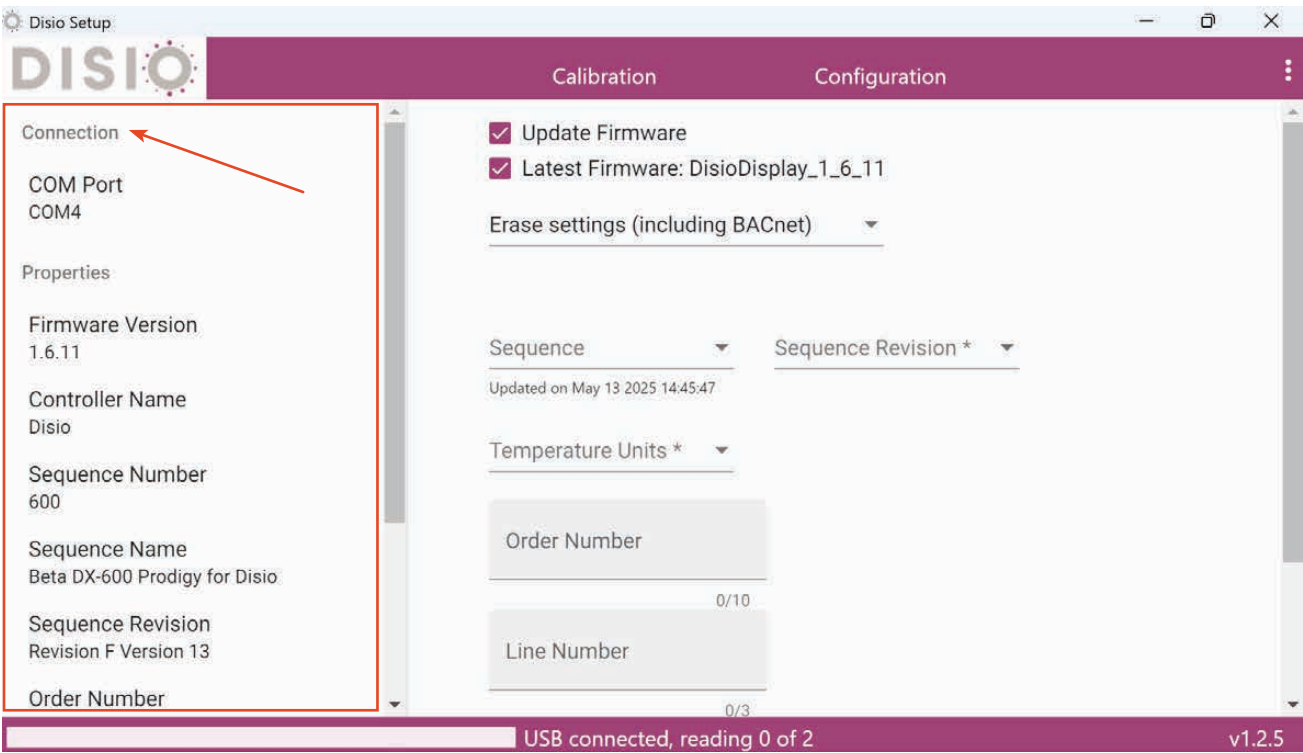 Disio Setup
DISIO
Calibration
Configuration
Connection
COM Port
COM4
Properties
Firmware Version
1.6.11
Controller Name
Disio
Sequence Number
600
Sequence Name
Beta DX-600 Prodigy for Disio
Sequence Revision
Revision F Version 13
Order Number
Update Firmware
Latest Firmware: DisioDisplay_1_6_11
Erase settings (including BACnet)
Sequence
Sequence Revision *
Updated on May 13 2025 14:45:47
Temperature Units *
Order Number
0/10
Line Number
0/3
USB connected, reading 0 of 2
v1.2.5